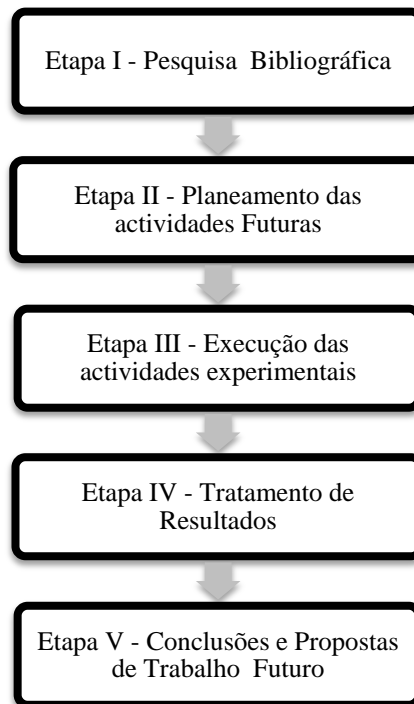 Etapa I - Pesquisa Bibliográfica
Etapa II - Planeamento das
actividades Futuras
Etapa III - Execução das
actividades experimentais
Etapa IV - Tratamento de
Resultados
Etapa V - Conclusões e Propostas
de Trabalho Futuro